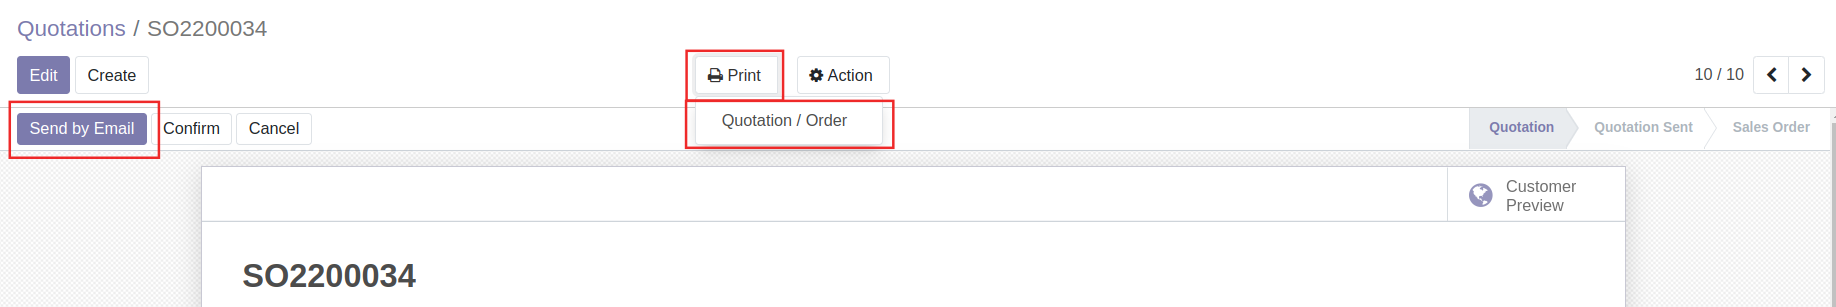 Quotations / SO2200034
Edit Create Print Action 10 / 10
Send by Email Confirm Cancel Quotation / Order Quotation Quotation Sent Sales Order
Customer
Preview
SO2200034